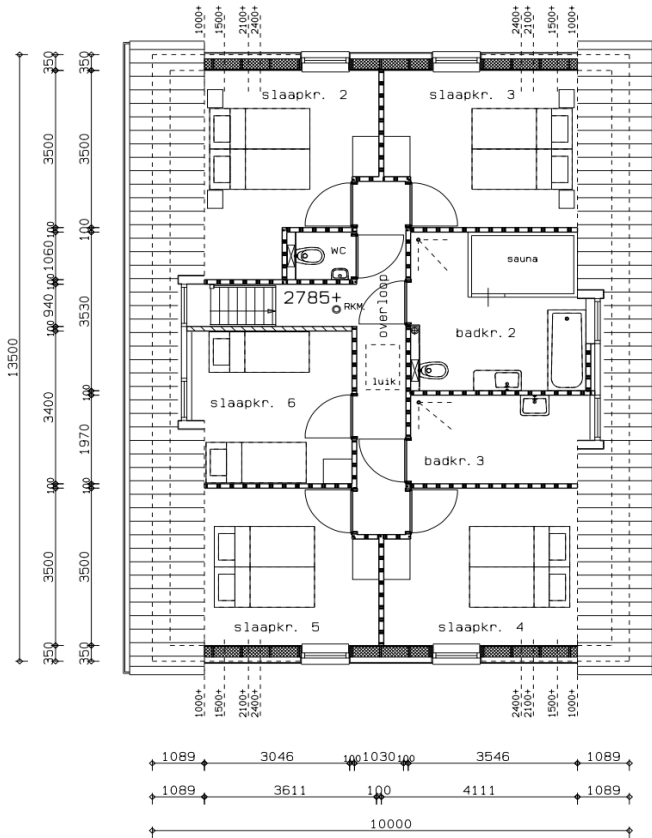 1000+ 1500+ 2100+ 2400+ 2400+ 2100+ 1500+ 1000+
slaapkr. 2 slaapkr. 3
WC
sauna
2785+
RKM.
overloop
badkr. 2
luik
slaapkr. 6
badkr. 3
slaapkr. 5 slaapkr. 4
1000+ 1500+ 2100+ 2400+ 2400+ 2100+ 1500+ 1000+
13500
350 3500 100 1060 100 940 100 3400 100 3500 350
350 3500 100 3530 100 1970 100 3500 350
1089 3046 100 1030 100 3546 1089
1089 3611 100 4111 1089
10000